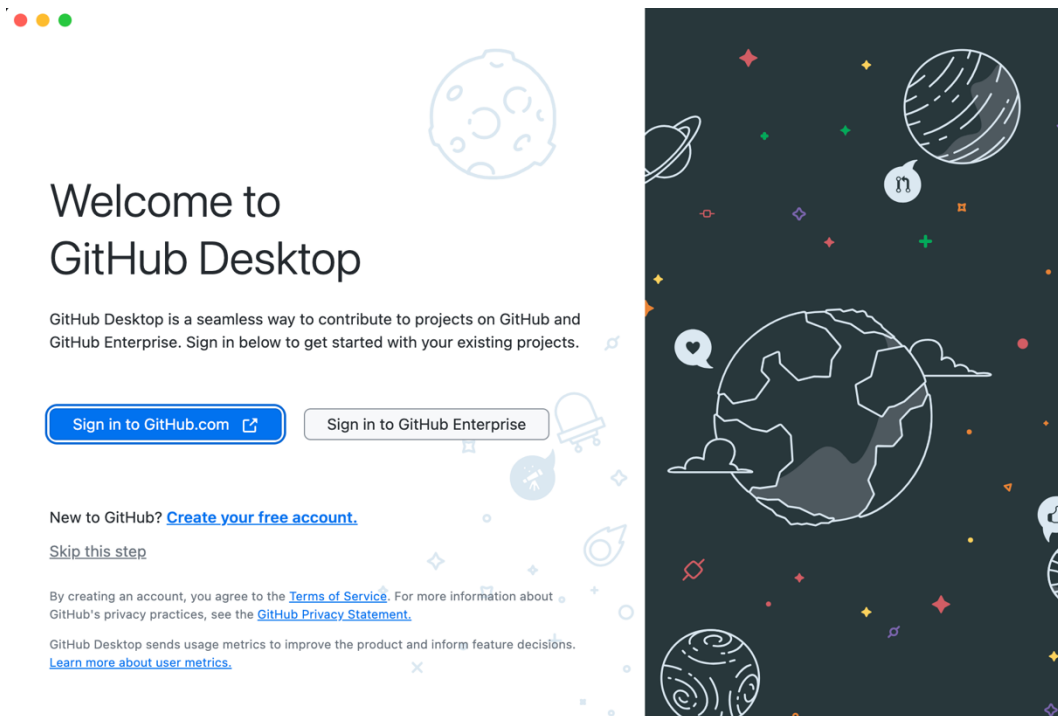 Welcome to
GitHub Desktop
GitHub Desktop is a seamless way to contribute to projects on GitHub and
GitHub Enterprise. Sign in below to get started with your existing projects.
Sign in to GitHub.com
Sign in to GitHub Enterprise
New to GitHub? Create your free account.
Skip this step
By creating an account, you agree to the Terms of Service. For more information about
GitHub's privacy practices, see the GitHub Privacy Statement.
GitHub Desktop sends usage metrics to improve the product and inform feature decisions.
Learn more about user metrics.